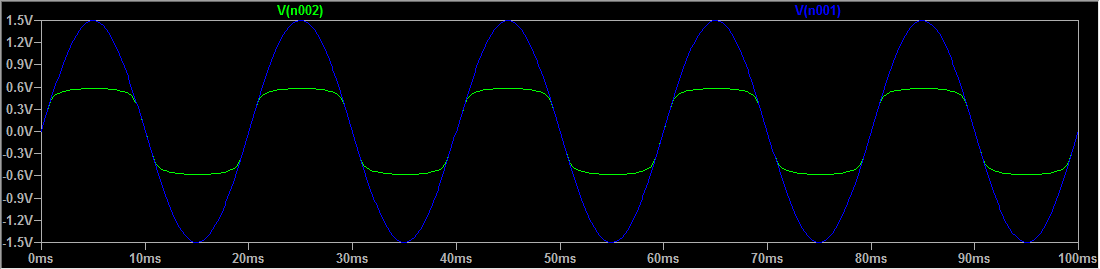 V(n002) V(n001)
1.5V
1.2V
0.9V
0.6V
0.3V
0.0V
-0.3V
-0.6V
-0.9V
-1.2V
-1.5V
0ms 10ms 20ms 30ms 40ms 50ms 60ms 70ms 80ms 90ms 100ms